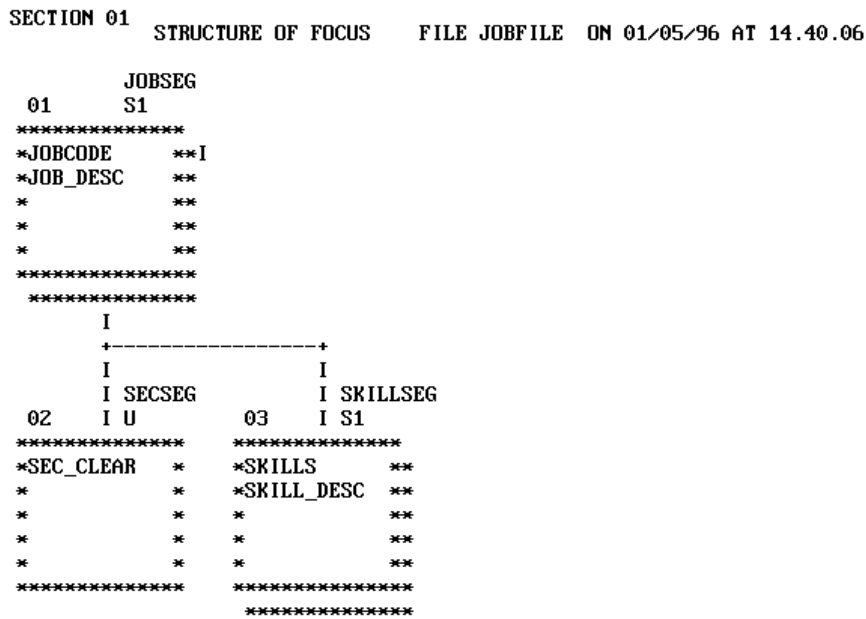 SECTION 01
             STRUCTURE OF FOCUS    FILE JOBFILE  ON 01/05/96 AT 14.40.06

          JOBSEG
  01      S1
 **************
 *JOBCODE     **I
 *JOB_DESC    **
 *            **
 *            **
 *            **
 ***************
  **************
        I
        +-----------------+
        I                 I
        I SECSEG          I SKILLSEG
  02    I U         03    I S1
 **************    **************
 *SEC_CLEAR   *    *SKILLS      **
 *            *    *SKILL_DESC  **
 *            *    *            **
 *            *    *            **
 *            *    *            **
 **************    ***************
                    **************